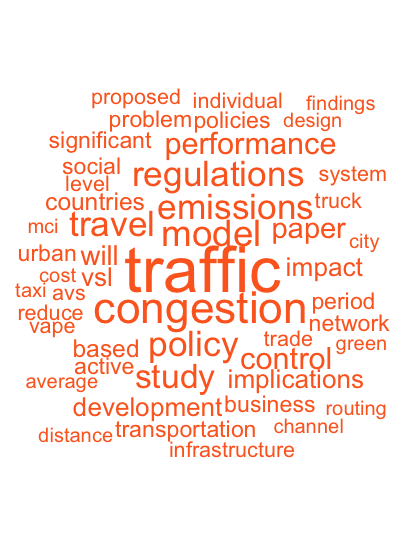 proposed individual findings
problem policies design
significant performance
social regulations system
level
countries emissions truck
mci travel model paper city
urban will traffic impact
cost vsl
taxi avs congestion period
reduce network
vape policy trade green
based control
active study implications
average
development business routing
distance transportation channel
infrastructure